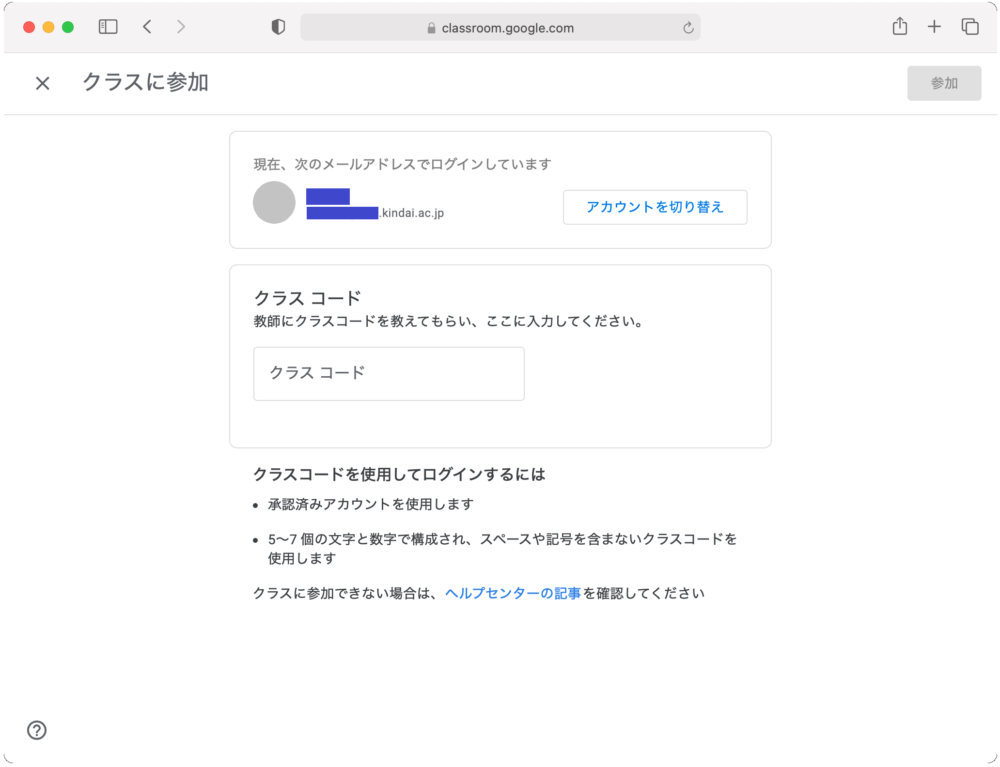 classroom.google.com
クラスに参加
参加
現在、次のメールアドレスでログインしています
.kindai.ac.jp
アカウントを切り替え
クラス コード
教師にクラスコードを教えてもらい、ここに入力してください。
クラス コード
クラスコードを使用してログインするには
• 承認済みアカウントを使用します
• 5〜7 個の文字と数字で構成され、スペースや記号を含まないクラスコードを
使用します
クラスに参加できない場合は、ヘルプセンターの記事を確認してください